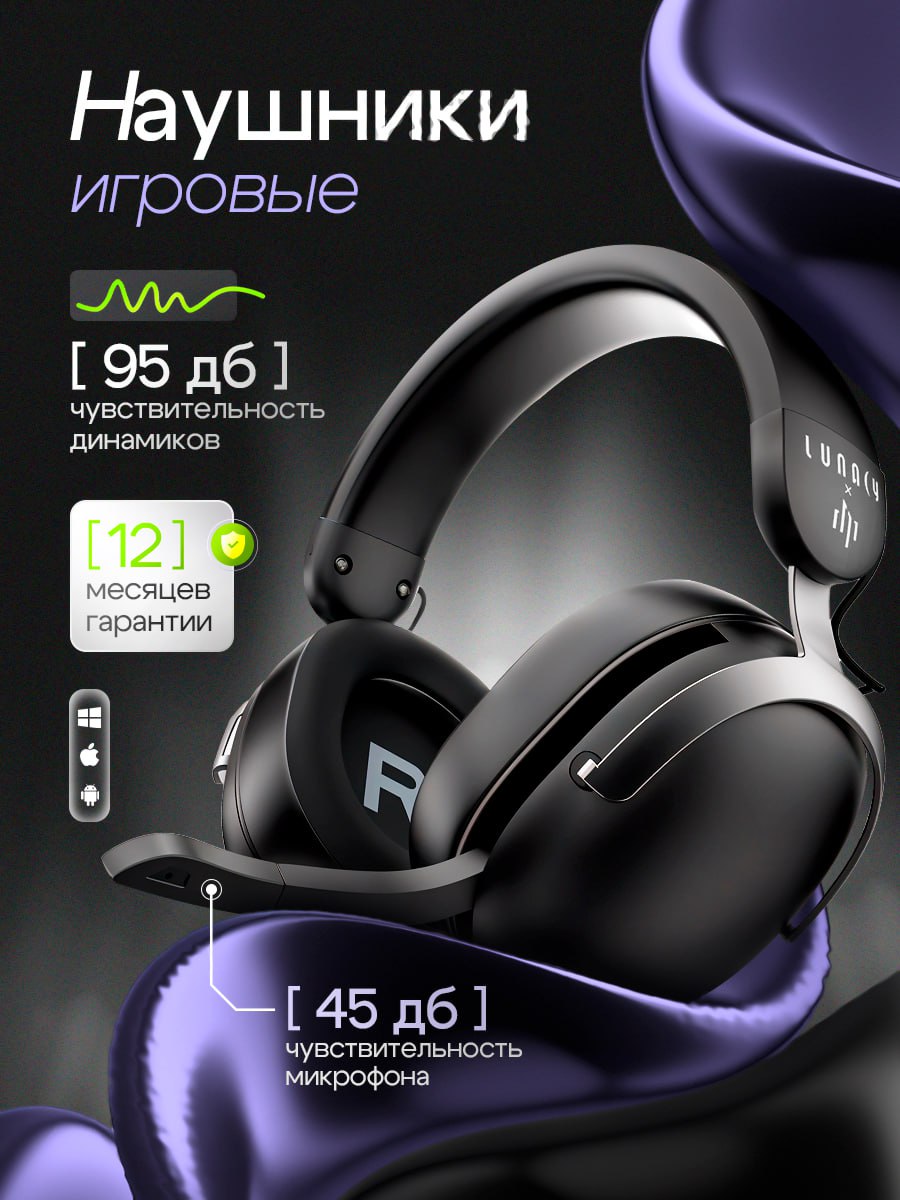 Наушники
игровые
[ 95 дб ]
чувствительность
динамиков
[12]
месяцев
гарантии
LUNACY
×
R
[ 45 дб ]
чувствительность
микрофона